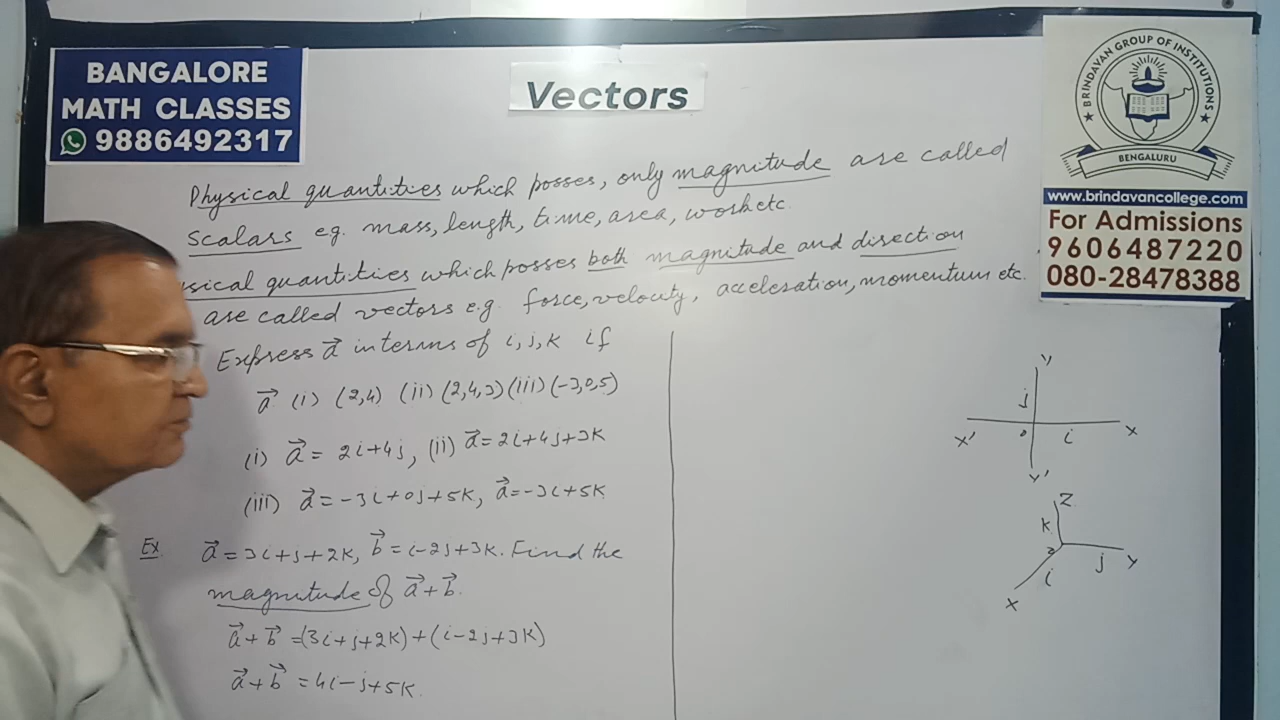 BANGALORE
MATH CLASSES
9886492317
Vectors
BRINDAVAN GROUP OF INSTITUTIONS
BENGALURU
www.brindavancollege.com
For Admissions
9606487220
080-28478388
Physical quantities which posses, only magnitude are called
scalars eg. mass, length, time, area, work etc.
sical quantities which posses both magnitude and direction
are called vectors e.g. force, velocity, acceleration, momentum etc.
Express a⃗ in terms of i, j, k if
a⃗ (i) (2,4) (ii) (2,4,3) (iii) (-3,0,5)
(i) a⃗ = 2i+4j, (ii) a⃗ = 2i+4j+3k
(iii) a⃗ = -3i+0j+5k, a⃗ = -3i+5k
Ex. a⃗ = 3i+j+2k, b⃗ = i-2j+3k. Find the
magnitude of a⃗+b⃗.
a⃗+b⃗ = (3i+j+2k)+(i-2j+3k)
a⃗+b⃗ = 4i-j+5k.
Y
j
X' o i X
Y'
Z
k
o j Y
i
X